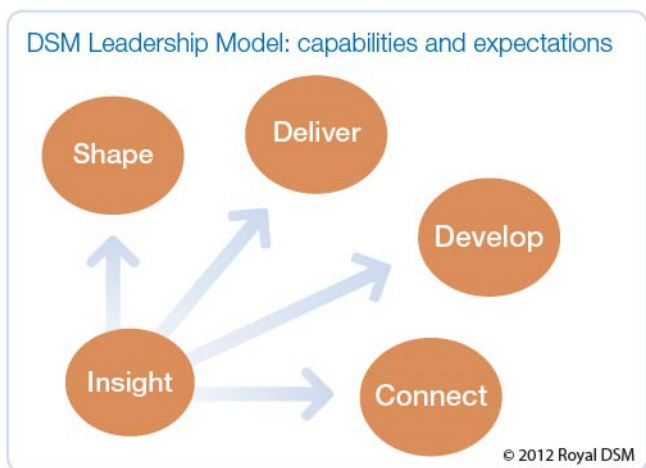 DSM Leadership Model: capabilities and expectations
Shape
Deliver
Develop
Insight
Connect
© 2012 Royal DSM